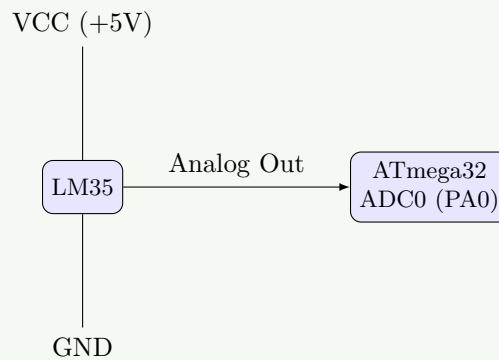 VCC (+5V)
Analog Out
LM35
ATmega32
ADC0 (PA0)
GND